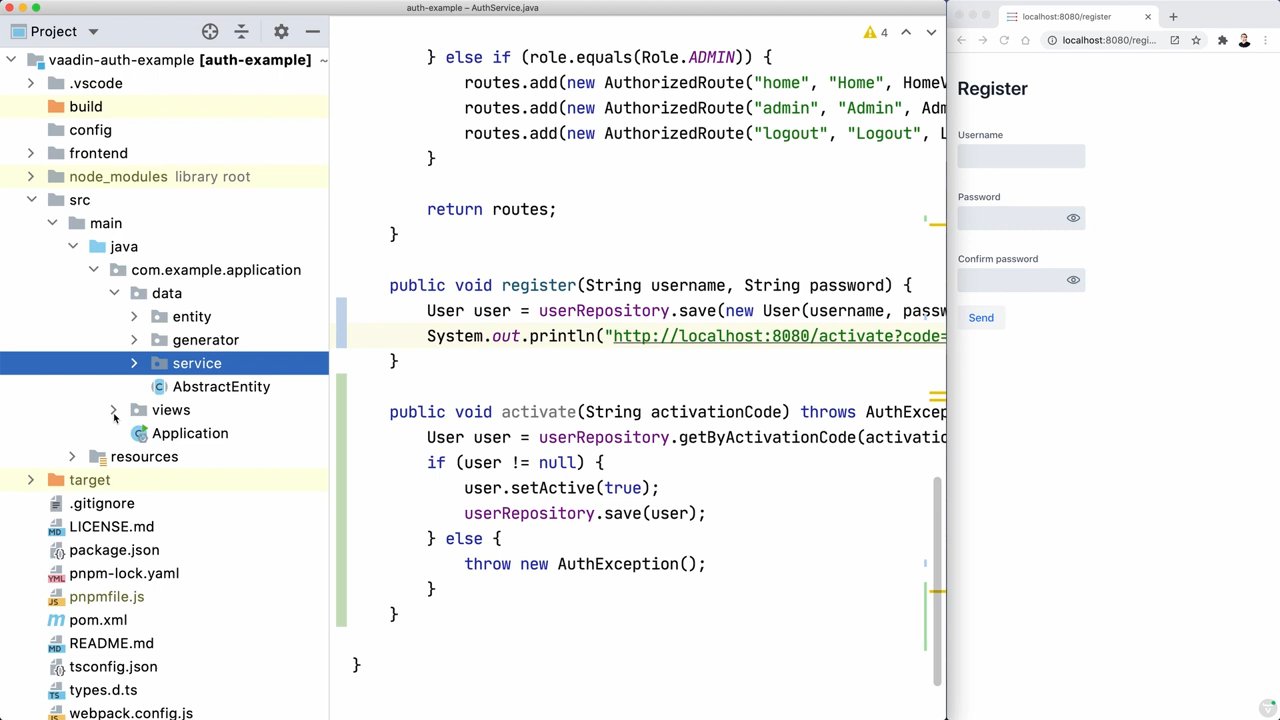 auth-example – AuthService.java
Project
vaadin-auth-example [auth-example] ~
.vscode
build
config
frontend
node_modules library root
src
main
java
com.example.application
data
entity
generator
service
AbstractEntity
views
Application
resources
target
.gitignore
LICENSE.md
package.json
pnpm-lock.yaml
pnpmfile.js
pom.xml
README.md
tsconfig.json
types.d.ts
webpack.config.js
4
} else if (role.equals(Role.ADMIN)) {
routes.add(new AuthorizedRoute("home", "Home", HomeV
routes.add(new AuthorizedRoute("admin", "Admin", Adm
routes.add(new AuthorizedRoute("logout", "Logout", L
}
return routes;
}
public void register(String username, String password) {
User user = userRepository.save(new User(username, passw
System.out.println("http://localhost:8080/activate?code=
}
public void activate(String activationCode) throws AuthExcep
User user = userRepository.getByActivationCode(activatio
if (user != null) {
user.setActive(true);
userRepository.save(user);
} else {
throw new AuthException();
}
}
}
localhost:8080/register
localhost:8080/regi...
Register
Username
Password
Confirm password
Send